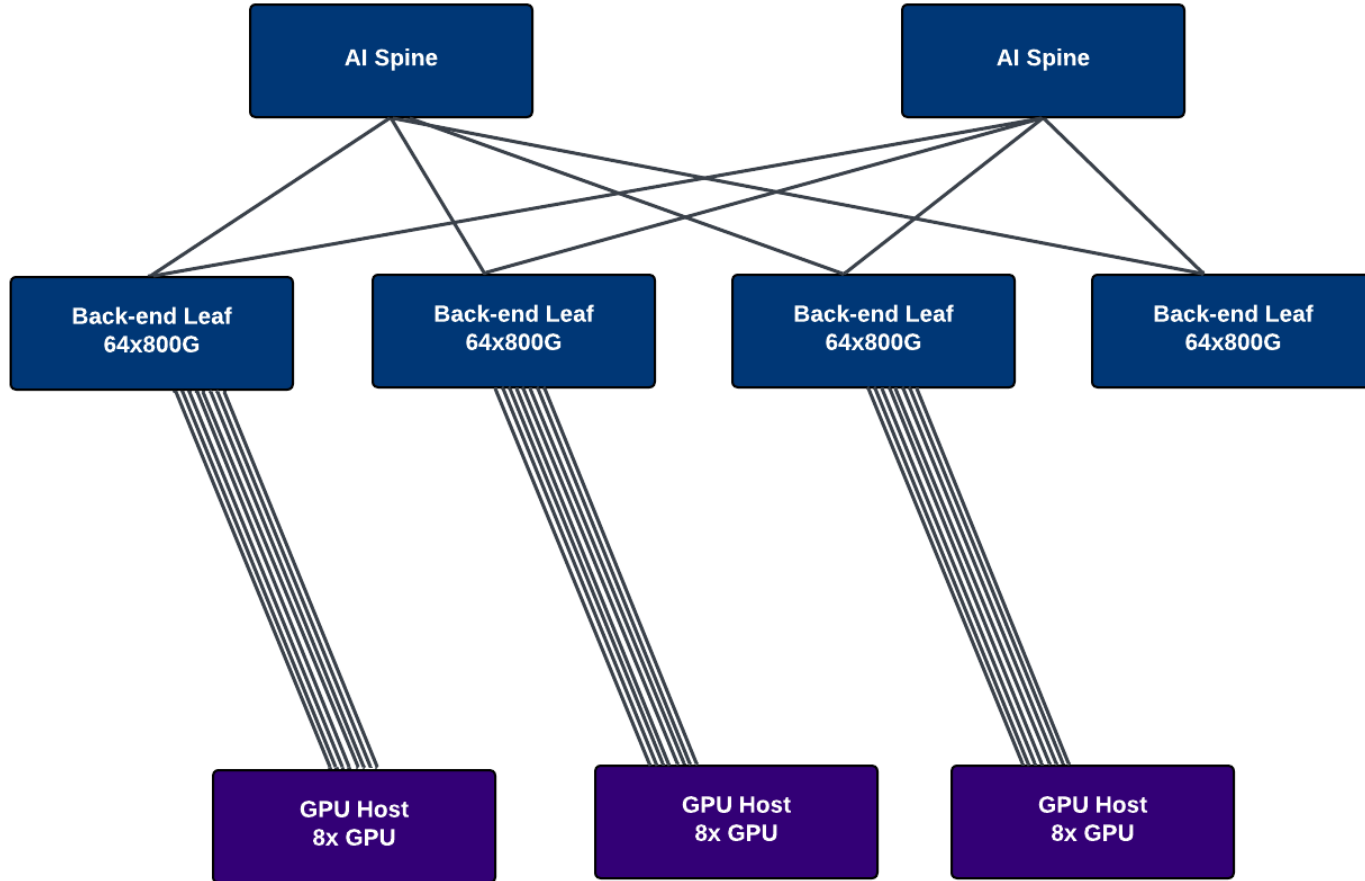 AI Spine
AI Spine
Back-end Leaf
64x800G
Back-end Leaf
64x800G
Back-end Leaf
64x800G
Back-end Leaf
64x800G
GPU Host
8x GPU
GPU Host
8x GPU
GPU Host
8x GPU